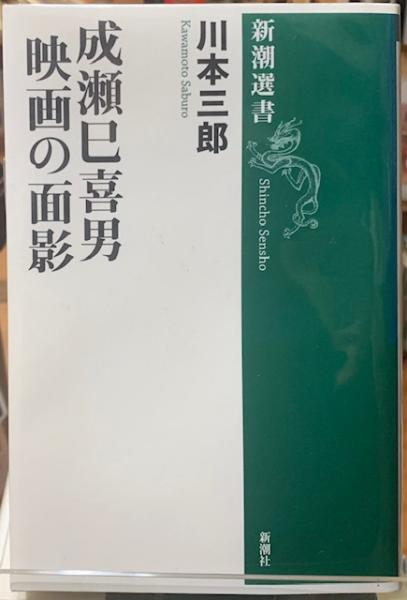 新潮選書
Shincho Sensho
川本三郎
Kawamoto Saburo
成瀬巳喜男
映画の面影
新潮社